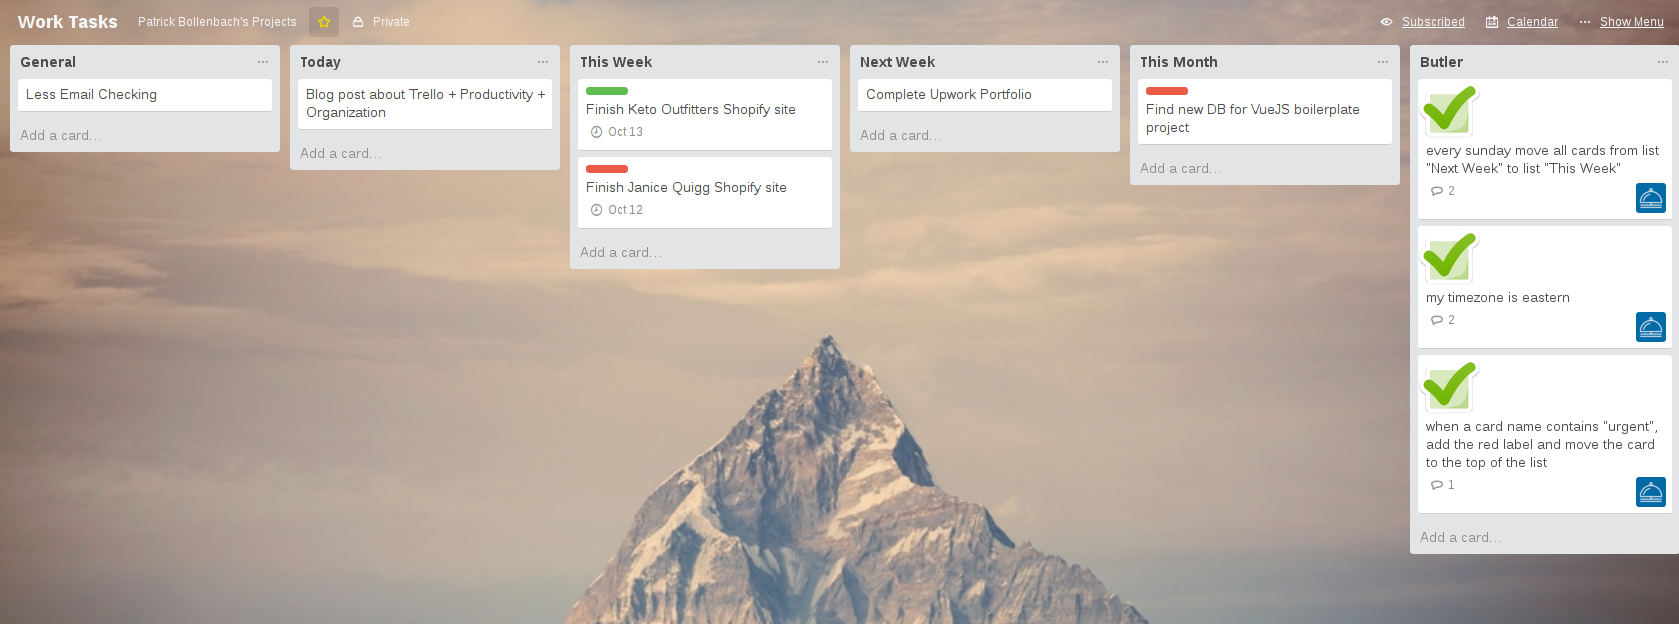 Work Tasks
Patrick Bollenbach's Projects
Private
Subscribed
Calendar
Show Menu
General
Less Email Checking
Add a card...
Today
Blog post about Trello + Productivity +
Organization
Add a card...
This Week
Finish Keto Outfitters Shopify site
Oct 13
Finish Janice Quigg Shopify site
Oct 12
Add a card...
Next Week
Complete Upwork Portfolio
Add a card...
This Month
Find new DB for VueJS boilerplate
project
Add a card...
Butler
every sunday move all cards from list
"Next Week" to list "This Week"
2
my timezone is eastern
2
when a card name contains "urgent",
add the red label and move the card
to the top of the list
1
Add a card...